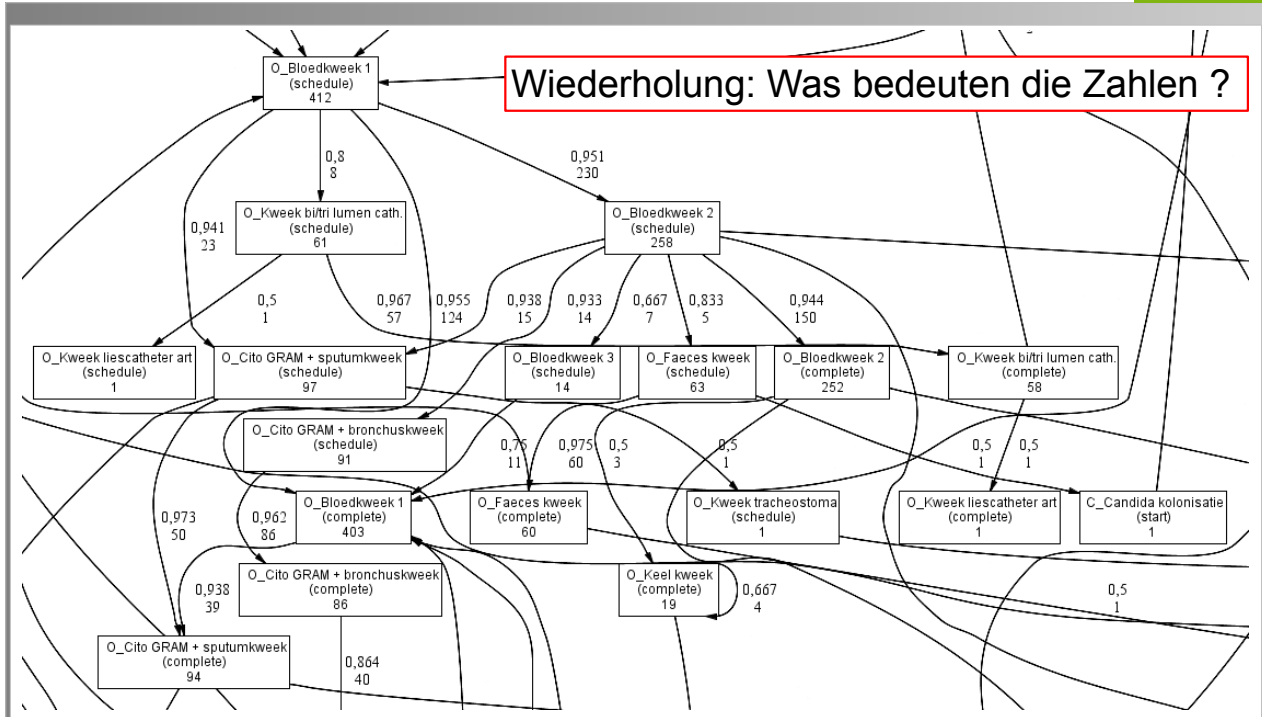 Wiederholung: Was bedeuten die Zahlen ?
O_Bloedkweek 1
(schedule)
412
0,8
8
0,951
230
0,941
23
O_Kweek bi/tri lumen cath.
(schedule)
61
O_Bloedkweek 2
(schedule)
258
0,5
1
0,967
57
0,955
124
0,938
15
0,933
14
0,667
7
0,833
5
0,944
150
O_Kweek liescatheter art
(schedule)
1
O_Cito GRAM + sputumkweek
(schedule)
97
O_Bloedkweek 3
(schedule)
14
O_Faeces kweek
(schedule)
63
O_Bloedkweek 2
(complete)
252
O_Kweek bi/tri lumen cath.
(complete)
58
O_Cito GRAM + bronchuskweek
(schedule)
91
0,75
11
0,975
60
0,5
3
0,5
1
0,5
1
0,5
1
0,973
50
0,962
86
O_Bloedkweek 1
(complete)
403
O_Faeces kweek
(complete)
60
O_Kweek tracheostoma
(schedule)
1
O_Kweek liescatheter art
(complete)
1
C_Candida kolonisatie
(start)
1
0,938
39
O_Cito GRAM + bronchuskweek
(complete)
86
O_Keel kweek
(complete)
19
0,667
4
0,5
1
O_Cito GRAM + sputumkweek
(complete)
94
0,864
40